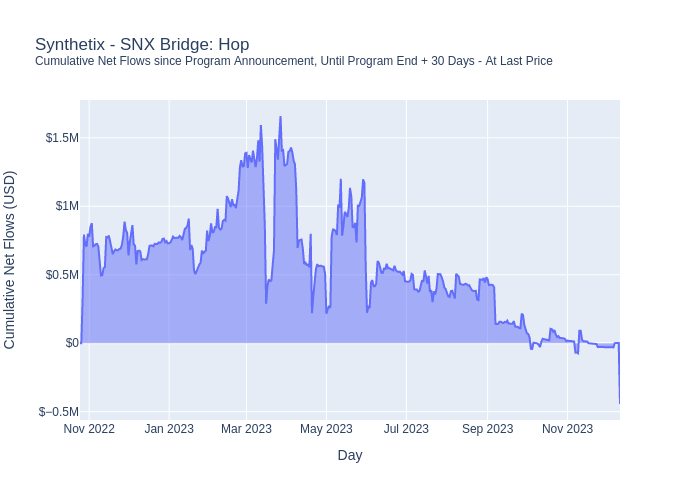 Synthetix - SNX Bridge: Hop
Cumulative Net Flows since Program Announcement, Until Program End + 30 Days - At Last Price
Cumulative Net Flows (USD)
$1.5M
$1M
$0.5M
$0
$−0.5M
Nov 2022
Jan 2023
Mar 2023
May 2023
Jul 2023
Sep 2023
Nov 2023
Day